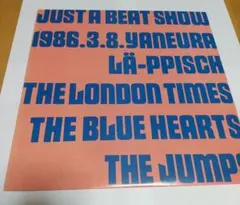 JUST A BEAT SHOW
1986.3.8.YANEURA
LÄ-PPISCH
THE LONDON TIMES
THE BLUE HEARTS
THE JUMPS